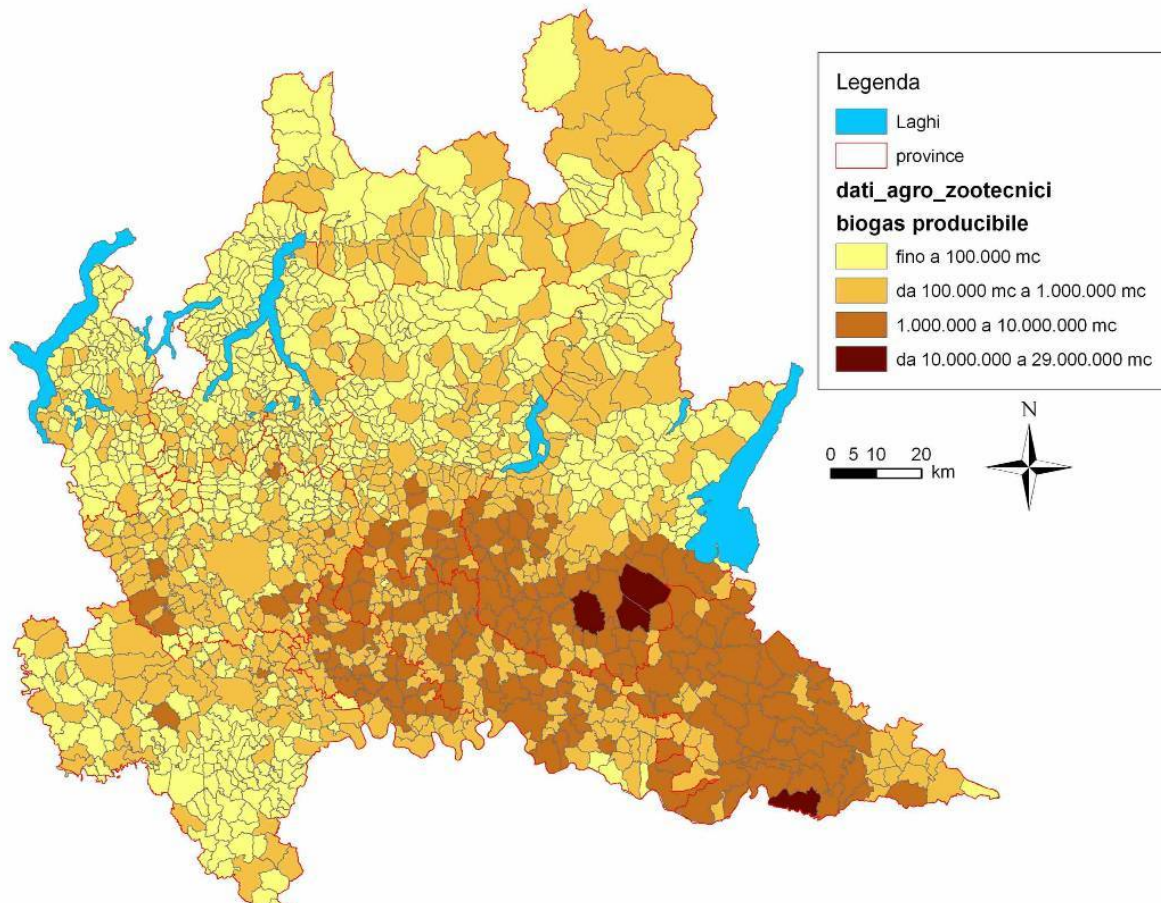 Legenda
Laghi
province
dati_agro_zootecnici
biogas producibile
fino a 100.000 mc
da 100.000 mc a 1.000.000 mc
1.000.000 a 10.000.000 mc
da 10.000.000 a 29.000.000 mc
N
0 5 10 20
km